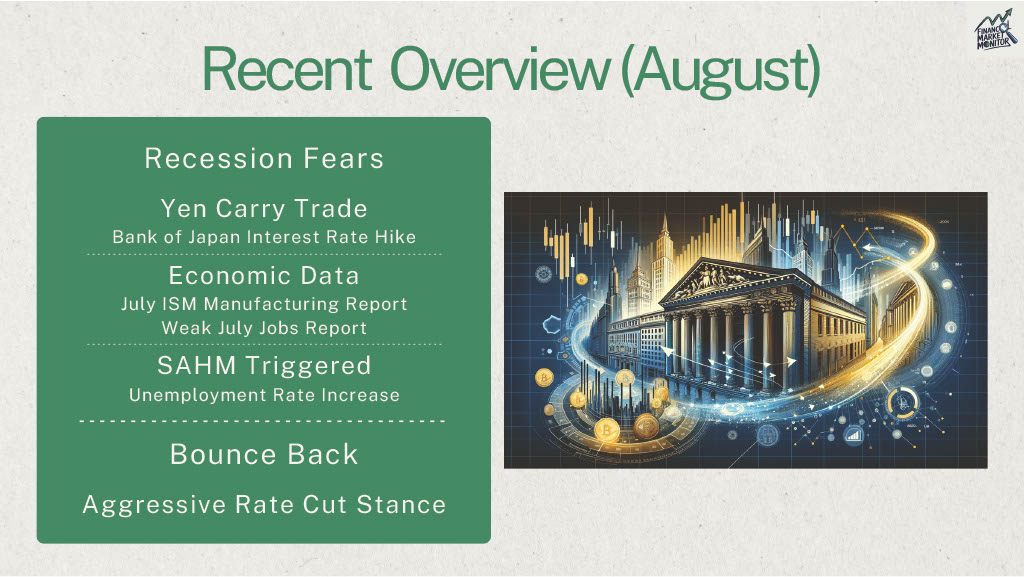 FINANCIAL
MARKET
MONITOR
Recent Overview (August)
Recession Fears
Yen Carry Trade
Bank of Japan Interest Rate Hike
Economic Data
July ISM Manufacturing Report
Weak July Jobs Report
SAHM Triggered
Unemployment Rate Increase
Bounce Back
Aggressive Rate Cut Stance